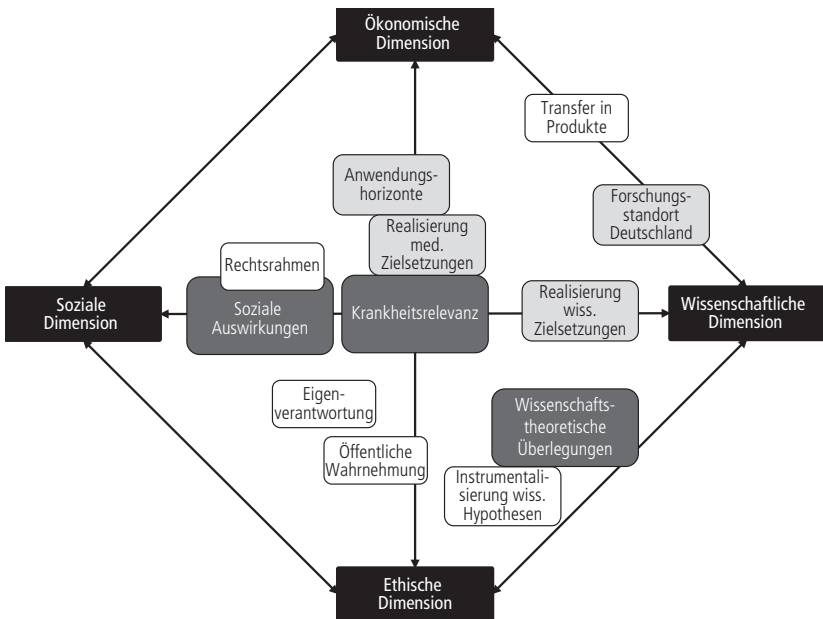 Ökonomische
Dimension
Transfer in
Produkte
Anwendungs-
horizonte
Forschungs-
standort
Deutschland
Realisierung
med.
Zielsetzungen
Rechtsrahmen
Soziale
Dimension
Soziale
Auswirkungen
Krankheitsrelevanz
Realisierung
wiss.
Zielsetzungen
Wissenschaftliche
Dimension
Eigen-
verantwortung
Wissenschafts-
theoretische
Überlegungen
Öffentliche
Wahrnehmung
Instrumentali-
sierung wiss.
Hypothesen
Ethische
Dimension